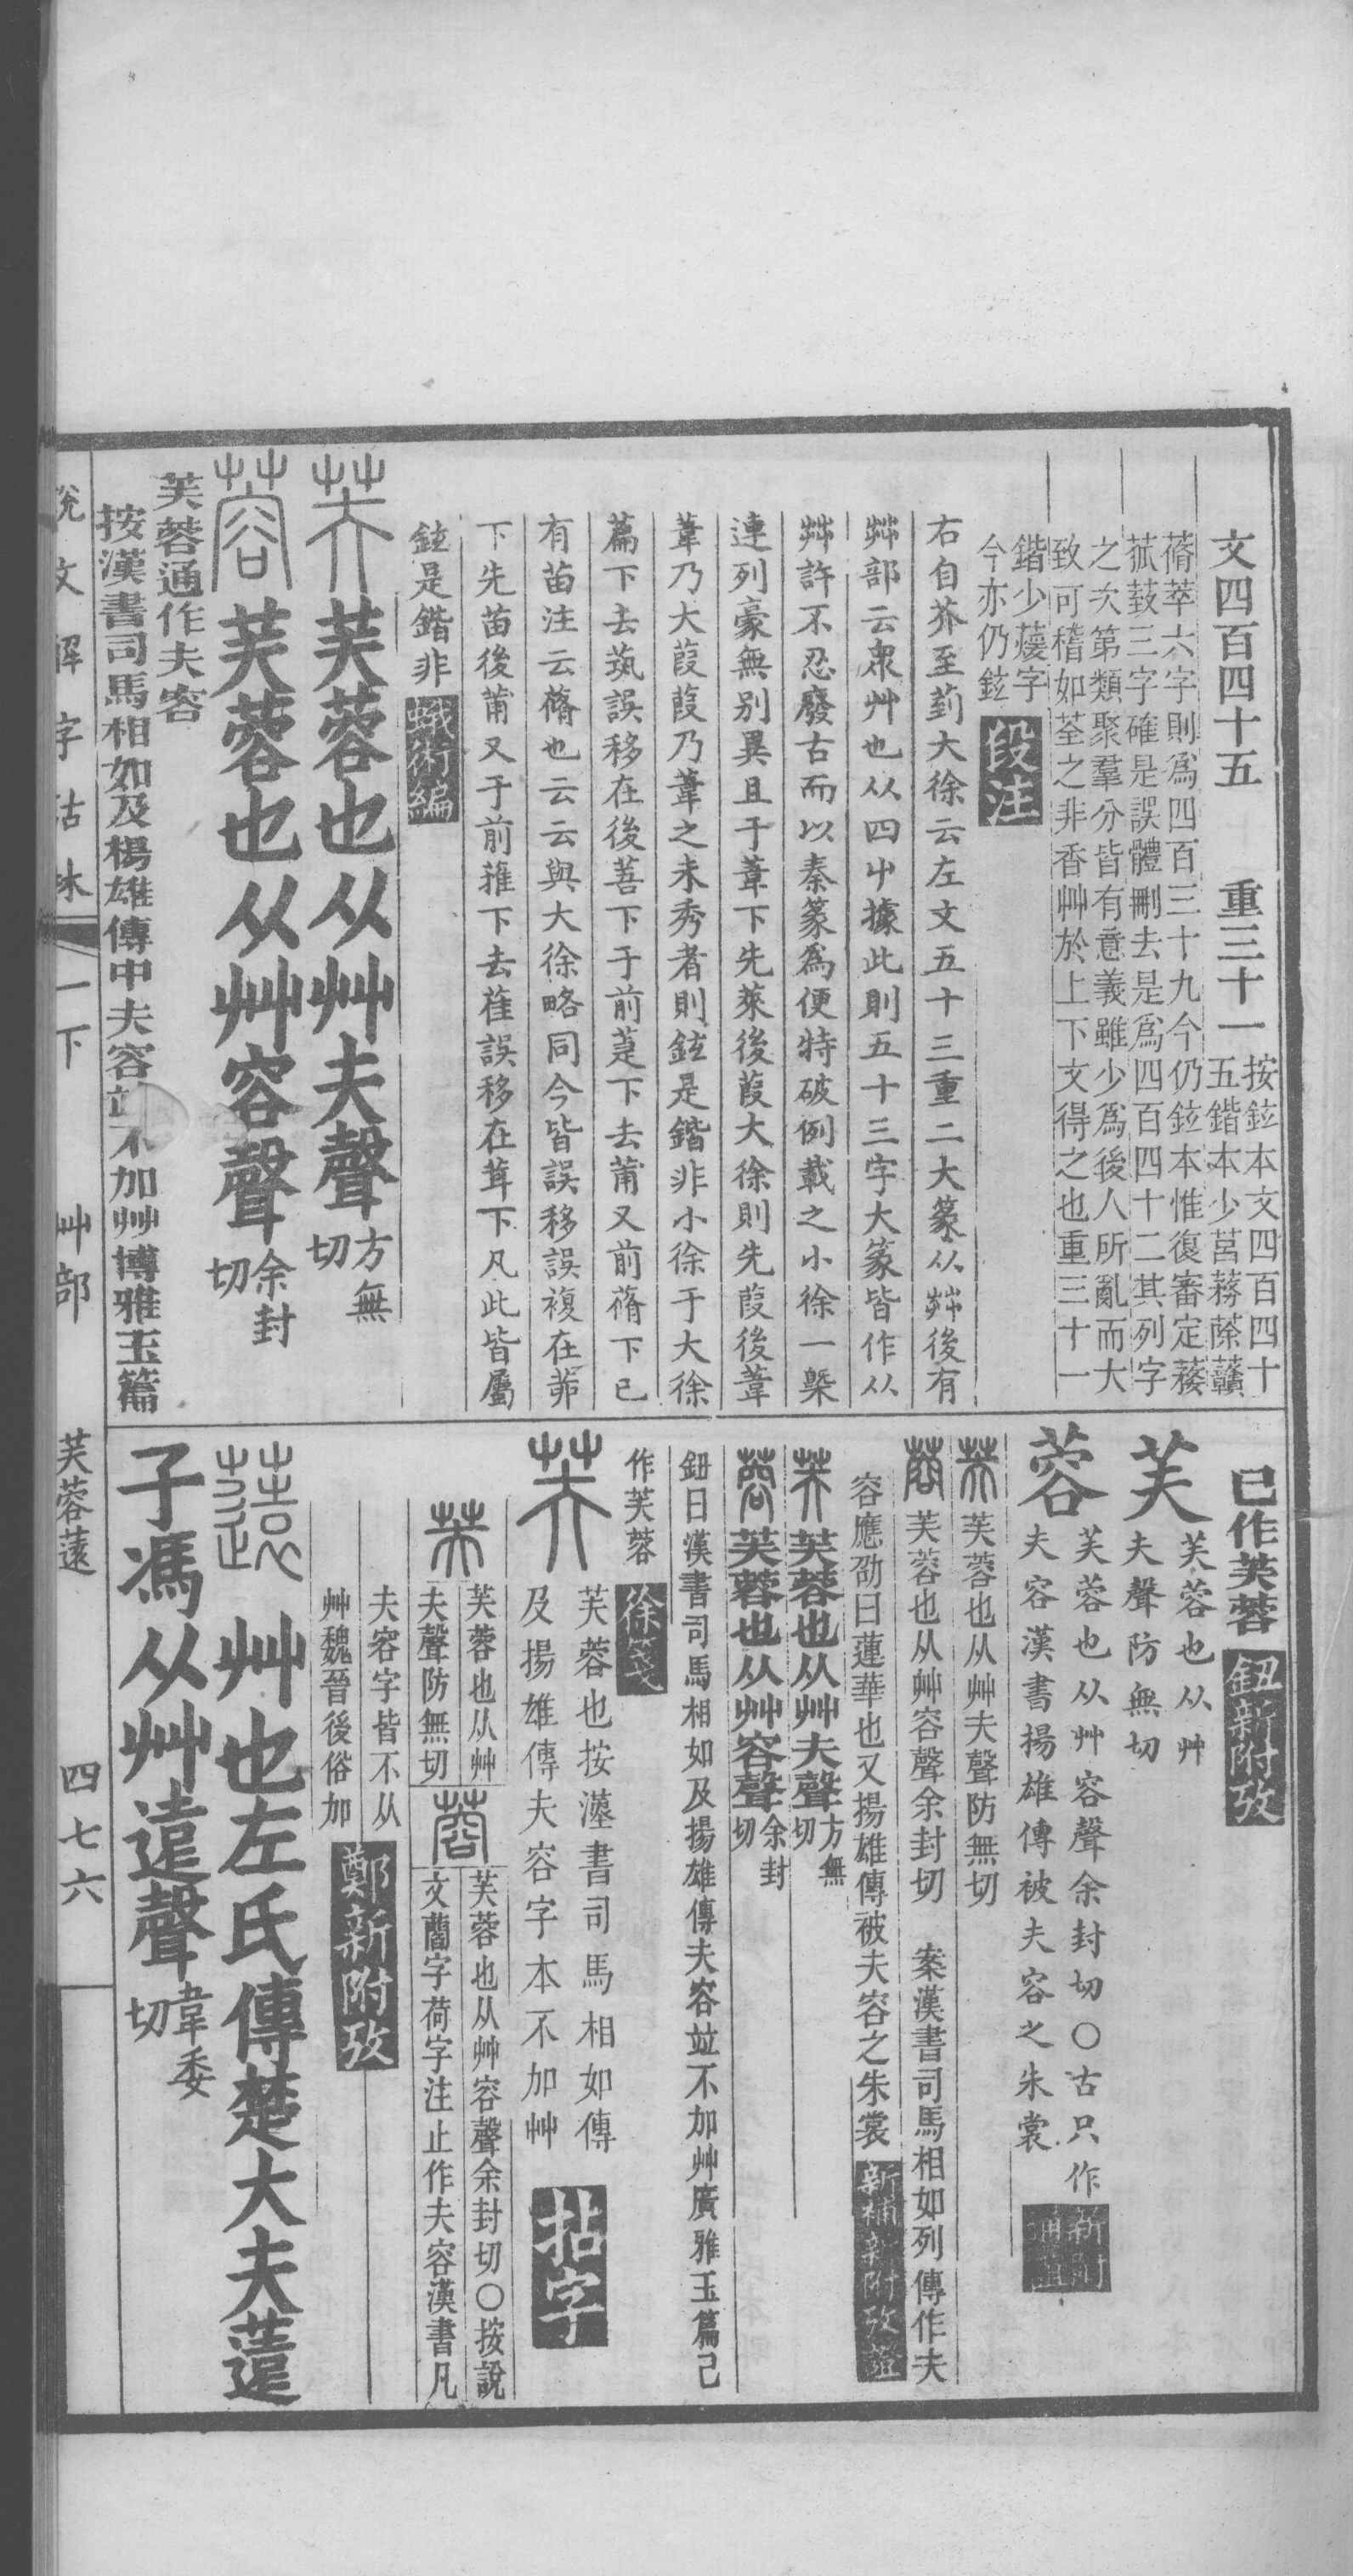 文四百四十五　重三十一
按鉉本文四百四十
五鍇本少莒蓩蒤虉
蓨萃六字則爲四百三十九今仍鉉本惟復審定葰
菰䓺三字確是誤體刪去是爲四百四十二其列字
之次第類聚羣分皆有意義雖少爲後人所亂而大
致可稽如荃之非香艸於上下文得之也重三十一
鍇少蘐字
今亦仍鉉 段注
右自芥至𦯔大徐云左文五十三重二大篆从茻後有
茻部云衆艸也从四屮據此則五十三字大篆皆作从
茻許不忍廢古而以秦篆爲便特破例載之小徐一槩
連列豪無別異且于葦下先萊後葭大徐則先葭後葦
葦乃大葭葭乃葦之未秀者則鉉是鍇非小徐于大徐
萹下去茿誤移在後萻下于前萐下去莆又前蓨下已
有苖注云蓨也云云與大徐略同今皆誤移誤複在茆
下先苖後莆又于前蓷下去萑誤移在茸下凡此皆屬
鉉是鍇非 蛾術編
芙 芙蓉也从艸夫聲 方無切
蓉 芙蓉也从艸容聲 余封切
芙蓉通作夫容
按漢書司馬相如及楊雄傳中夫容竝不加艸博雅玉篇
說文解字詁林　一下　艸部　芙蓉薳　四七六
已作芙蓉 鈕新附攷
芙 芙蓉也从艸
夫聲防無切
蓉 芙蓉也从艸容聲余封切○古只作
夫容漢書揚雄傳被夫容之朱裳 新附通誼
芙 芙蓉也从艸夫聲防無切
蓉 芙蓉也从艸容聲余封切　案漢書司馬相如列傳作夫
容應劭曰蓮華也又揚雄傳被夫容之朱裳 新補新附攷證
芙 芙蓉也从艸夫聲 方無切
蓉 芙蓉也从艸容聲 余封切
鈕曰漢書司馬相如及揚雄傳夫容竝不加艸廣雅玉篇已
作芙蓉 徐箋
芙 芙蓉也按漢書司馬相如傳
及揚雄傳夫容字本不加艸 拈字
芙 芙蓉也从艸
夫聲防無切
蓉 芙蓉也从艸容聲余封切○按說
文藺字荷字注止作夫容漢書凡
夫容字皆不从
艸魏晉後俗加 鄭新附攷
薳 艸也左氏傳楚大夫薳
子馮从艸遠聲 韋委切